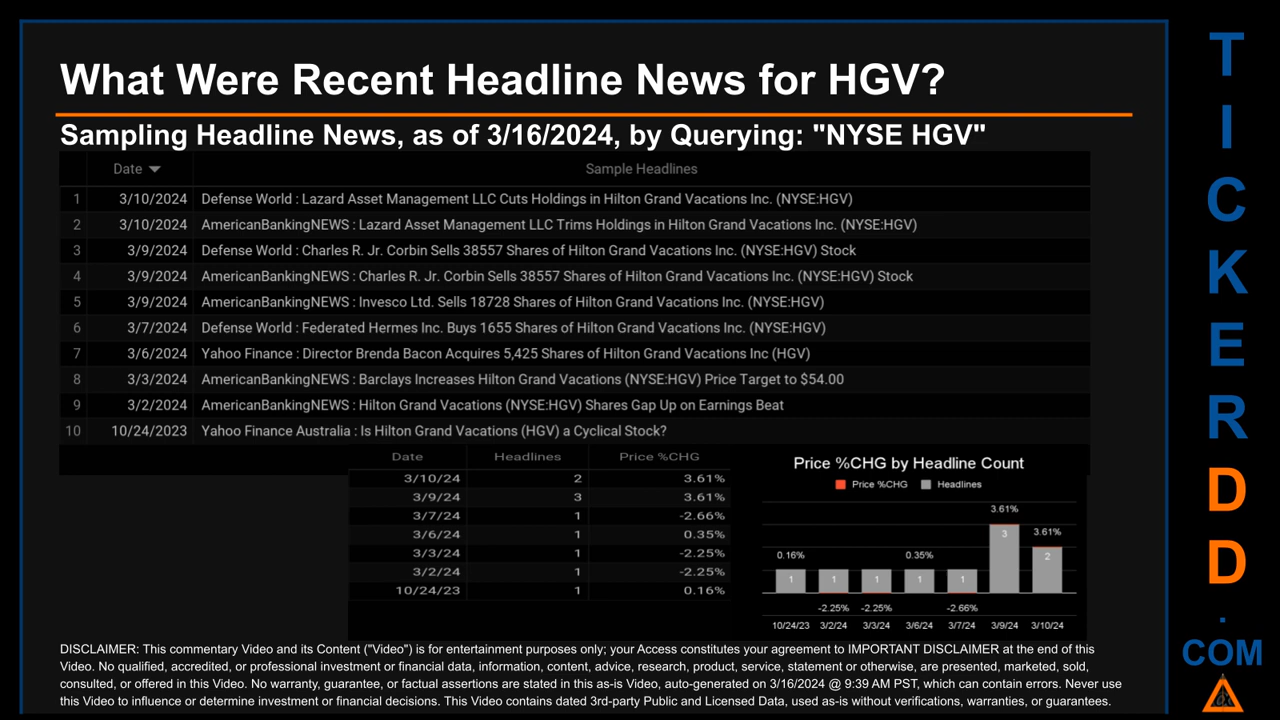 What Were Recent Headline News for HGV?
Sampling Headline News, as of 3/16/2024, by Querying: "NYSE HGV"
Date Sample Headlines
1 3/10/2024 Defense World : Lazard Asset Management LLC Cuts Holdings in Hilton Grand Vacations Inc. (NYSE:HGV)
2 3/10/2024 AmericanBankingNEWS : Lazard Asset Management LLC Trims Holdings in Hilton Grand Vacations Inc. (NYSE:HGV)
3 3/9/2024 Defense World : Charles R. Jr. Corbin Sells 38557 Shares of Hilton Grand Vacations Inc. (NYSE:HGV) Stock
4 3/9/2024 AmericanBankingNEWS : Charles R. Jr. Corbin Sells 38557 Shares of Hilton Grand Vacations Inc. (NYSE:HGV) Stock
5 3/9/2024 AmericanBankingNEWS : Invesco Ltd. Sells 18728 Shares of Hilton Grand Vacations Inc. (NYSE:HGV)
6 3/7/2024 Defense World : Federated Hermes Inc. Buys 1655 Shares of Hilton Grand Vacations Inc. (NYSE:HGV)
7 3/6/2024 Yahoo Finance : Director Brenda Bacon Acquires 5,425 Shares of Hilton Grand Vacations Inc (HGV)
8 3/3/2024 AmericanBankingNEWS : Barclays Increases Hilton Grand Vacations (NYSE:HGV) Price Target to $54.00
9 3/2/2024 AmericanBankingNEWS : Hilton Grand Vacations (NYSE:HGV) Shares Gap Up on Earnings Beat
10 10/24/2023 Yahoo Finance Australia : Is Hilton Grand Vacations (HGV) a Cyclical Stock?
Date Headlines Price %CHG
3/10/24 2 3.61%
3/9/24 3 3.61%
3/7/24 1 -2.66%
3/6/24 1 0.35%
3/3/24 1 -2.25%
3/2/24 1 -2.25%
10/24/23 1 0.16%
Price %CHG by Headline Count
Price %CHG Headlines
3.61%
3 3.61%
0.16% 0.35% 2
1 1 1 1 1
-2.25% -2.25% -2.66%
10/24/23 3/2/24 3/3/24 3/6/24 3/7/24 3/9/24 3/10/24
DISCLAIMER: This commentary Video and its Content ("Video") is for entertainment purposes only; your Access constitutes your agreement to IMPORTANT DISCLAIMER at the end of this
Video. No qualified, accredited, or professional investment or financial data, information, content, advice, research, product, service, statement or otherwise, are presented, marketed, sold,
consulted, or offered in this Video. No warranty, guarantee, or factual assertions are stated in this as-is Video, auto-generated on 3/16/2024 @ 9:39 AM PST, which can contain errors. Never use
this Video to influence or determine investment or financial decisions. This Video contains dated 3rd-party Public and Licensed Data, used as-is without verifications, warranties, or guarantees.
T
I
C
K
E
R
D
D
.
COM